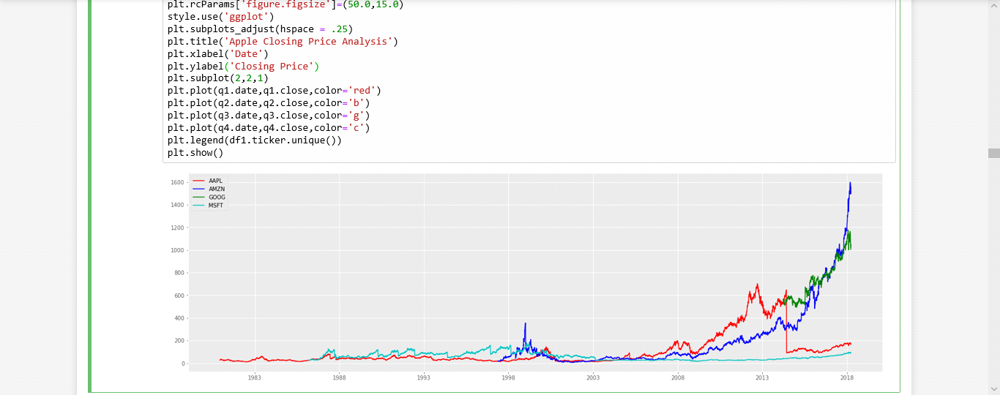 plt.rcParams['figure.figsize']=(50.0,15.0)
style.use('ggplot')
plt.subplots_adjust(hspace = .25)
plt.title('Apple Closing Price Analysis')
plt.xlabel('Date')
plt.ylabel('Closing Price')
plt.subplot(2,2,1)
plt.plot(q1.date,q1.close,color='red')
plt.plot(q2.date,q2.close,color='b')
plt.plot(q3.date,q3.close,color='g')
plt.plot(q4.date,q4.close,color='c')
plt.legend(df1.ticker.unique())
plt.show()
AAPL
AMZN
GOOG
MSFT
1600
1400
1200
1000
800
600
400
200
0
1983 1988 1993 1998 2003 2008 2013 2018